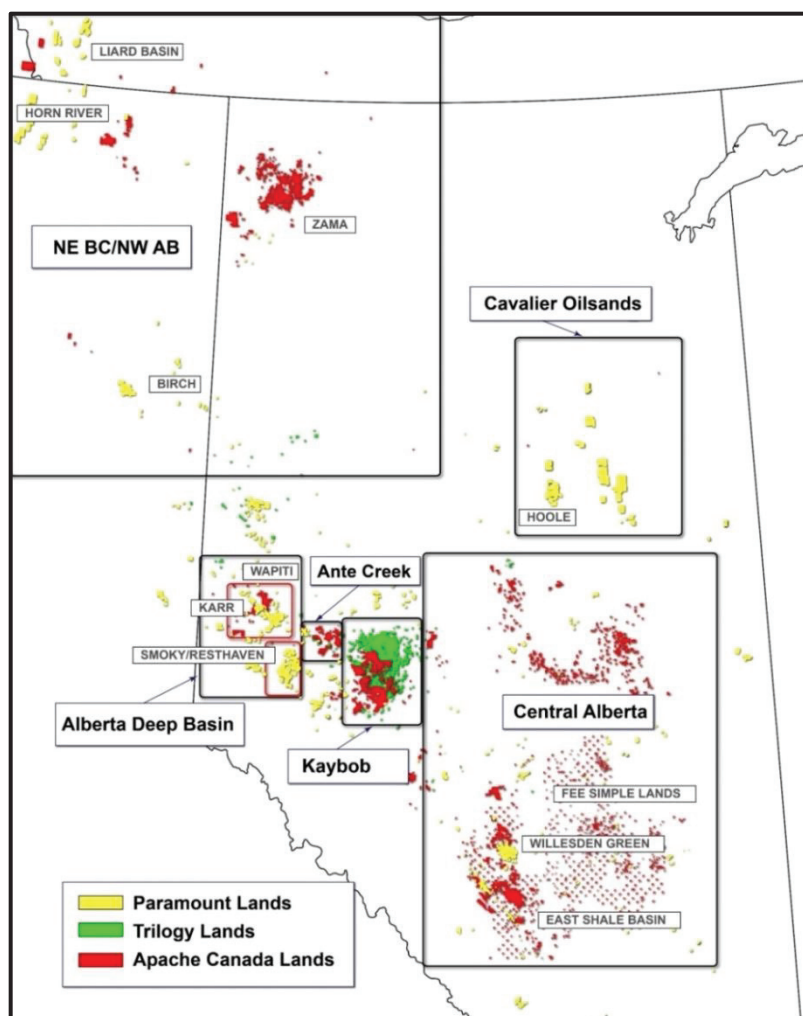 LIARD BASIN
HORN RIVER
NE BC/NW AB
ZAMA
BIRCH
Cavalier Oilsands
HOOLE
WAPITI
Ante Creek
KARR
SMOKY/RESTHAVEN
Alberta Deep Basin
Kaybob
Central Alberta
FEE SIMPLE LANDS
WILLESDEN GREEN
EAST SHALE BASIN
Paramount Lands
Trilogy Lands
Apache Canada Lands